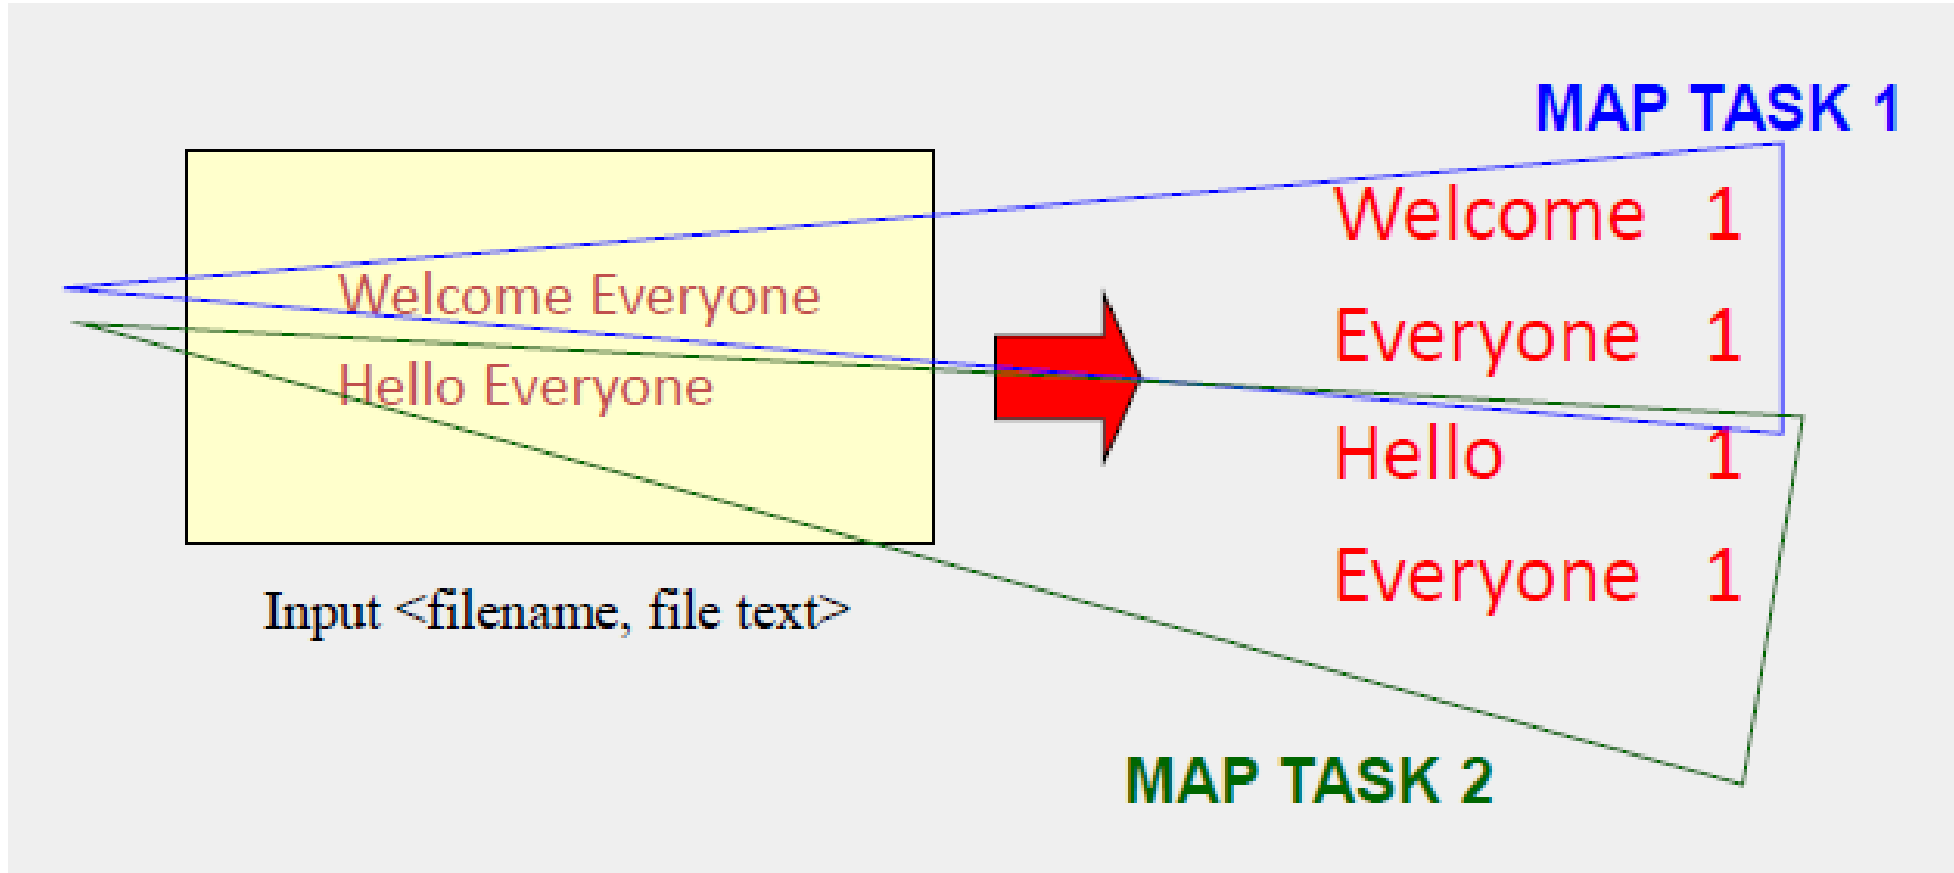 MAP TASK 1
Welcome Everyone
Hello Everyone
Input <filename, file text>
Welcome 1
Everyone 1
Hello 1
Everyone 1
MAP TASK 2